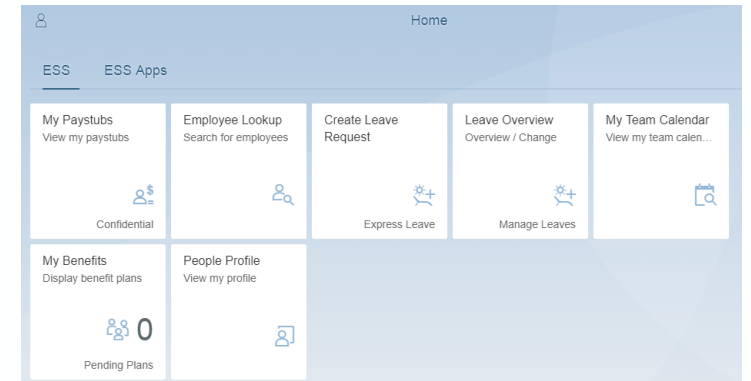 Home
ESS ESS Apps
My Paystubs
View my paystubs
$
Confidential
Employee Lookup
Search for employees
Create Leave
Request
Express Leave
Leave Overview
Overview / Change
Manage Leaves
My Team Calendar
View my team calen...
My Benefits
Display benefit plans
0
Pending Plans
People Profile
View my profile